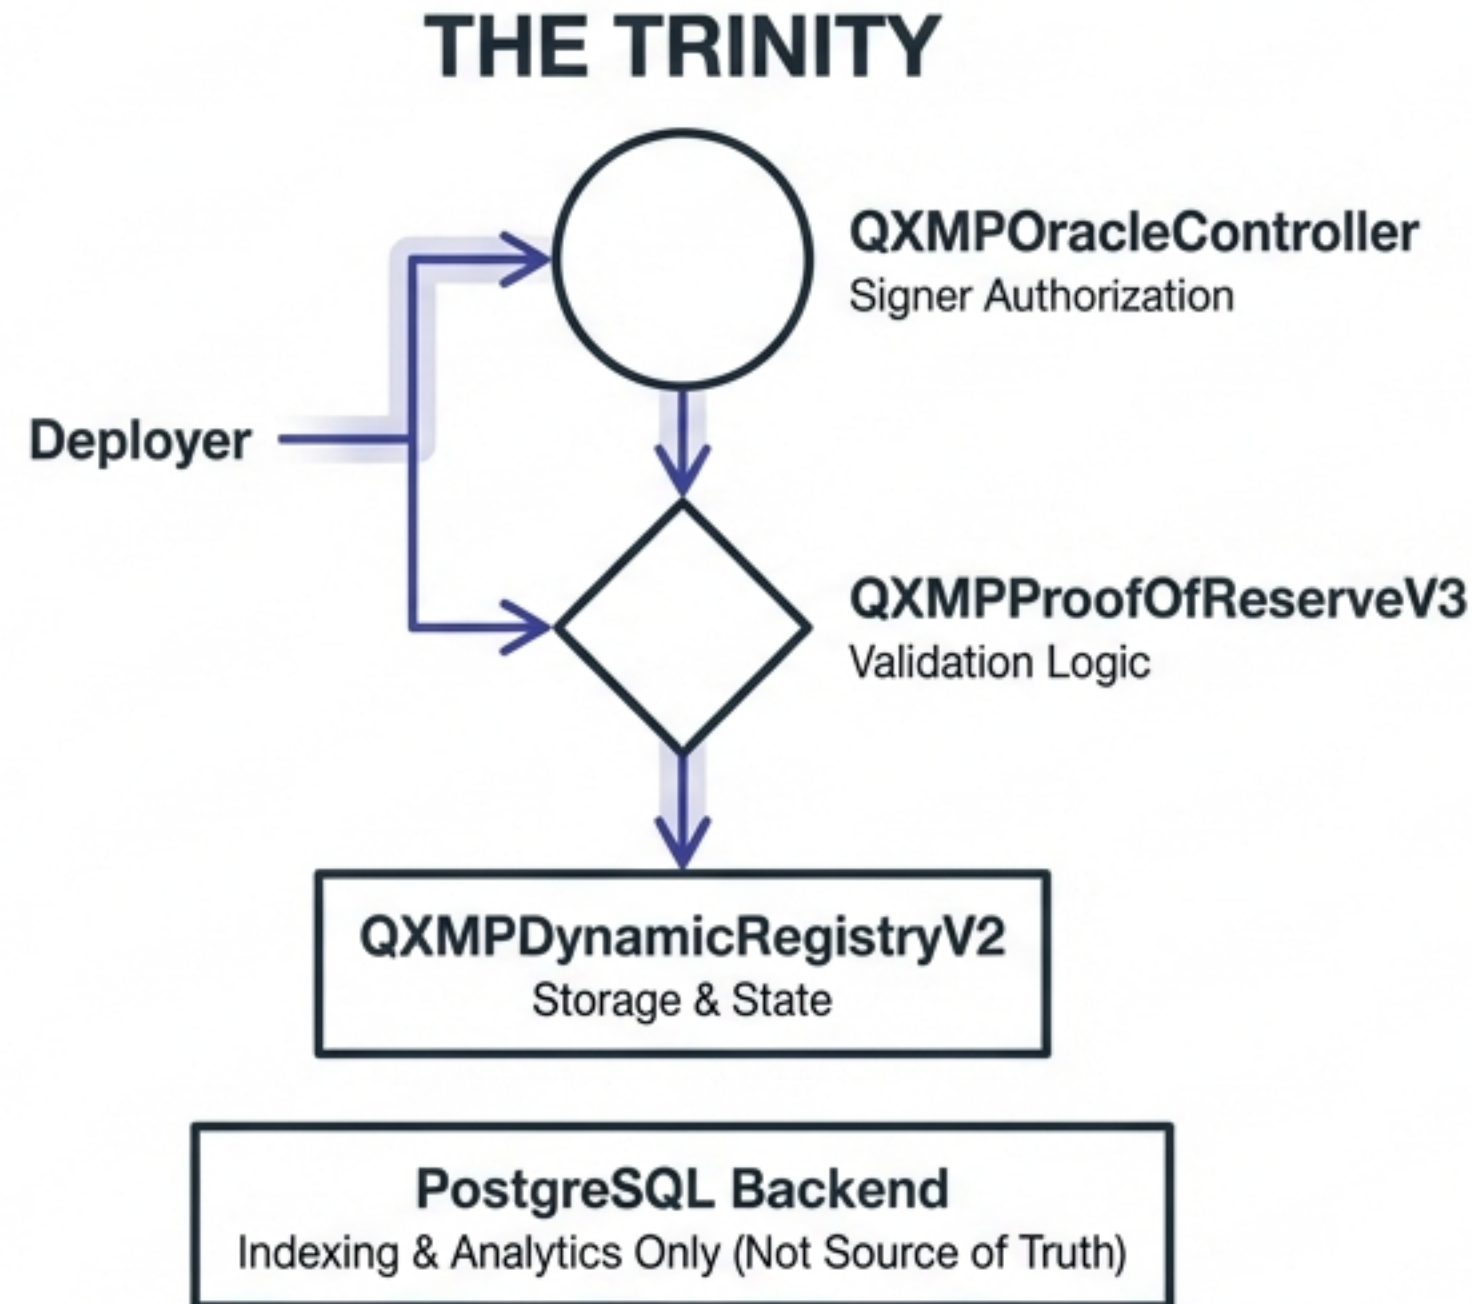 THE TRINITY
QXMPOracleController
Signer Authorization
Deployer
QXMPProofOfReserveV3
Validation Logic
QXMPDynamicRegistryV2
Storage & State
PostgreSQL Backend
Indexing & Analytics Only (Not Source of Truth)